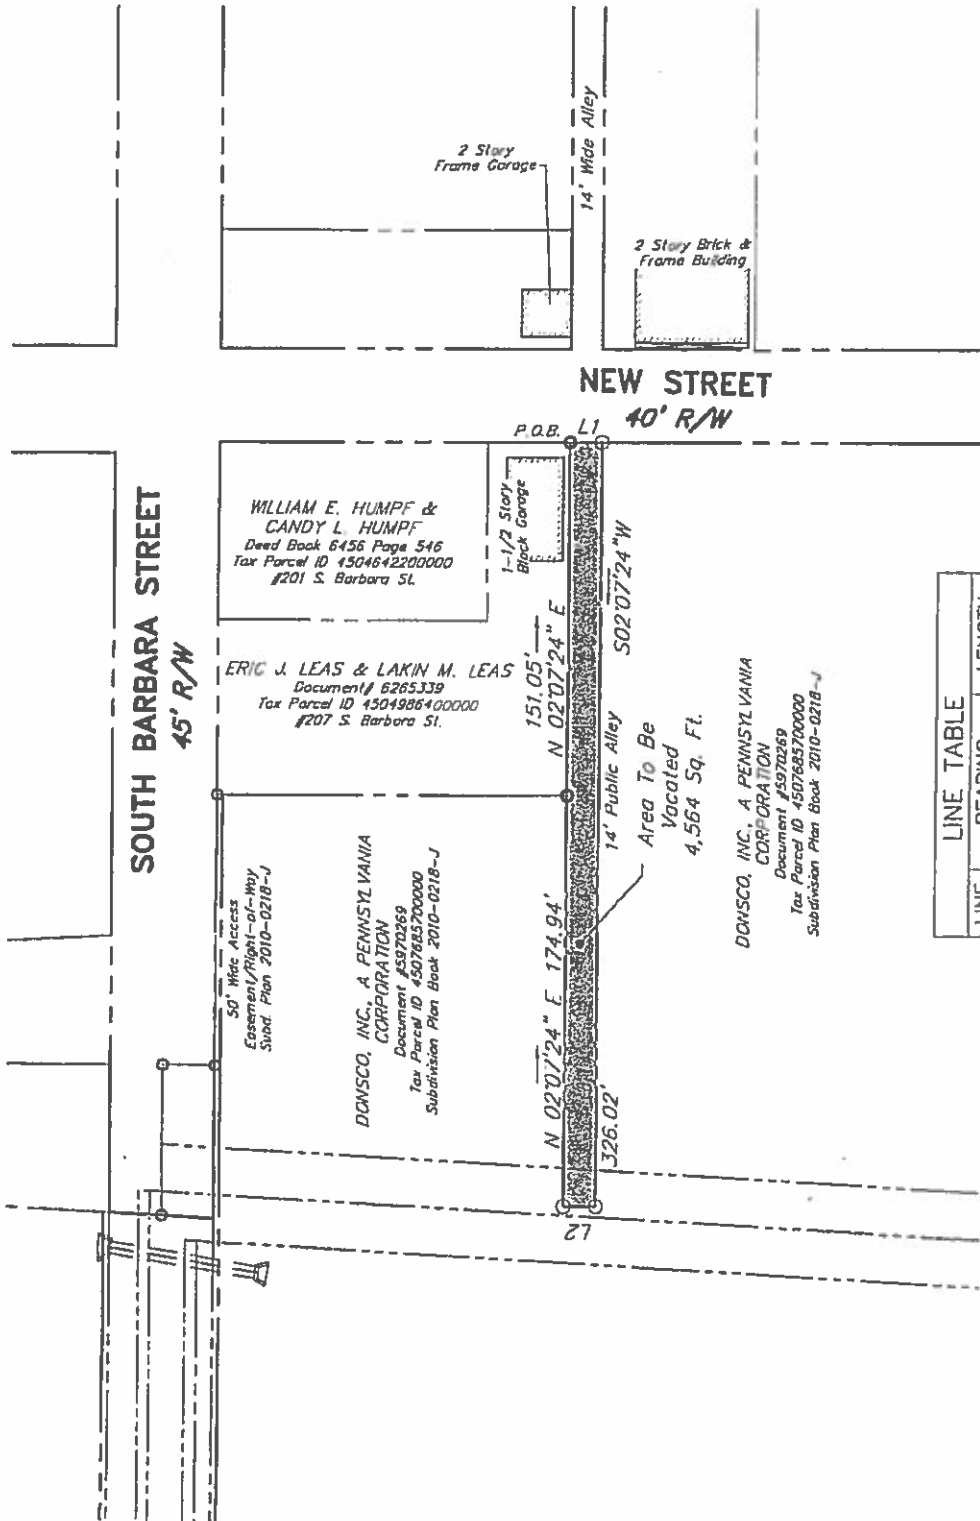 2 Story
Frame Garage
14' Wide Alley
2 Story Brick &
Frame Building
NEW STREET
40' R/W
P.O.B.
L1
SOUTH BARBARA STREET
45' R/W
WILLIAM E. HUMPF &
CANDY L. HUMPF
Deed Book 6456 Page 546
Tax Parcel ID 4504642200000
#201 S. Barbara St.
1-1/2 Story
Block Garage
ERIC J. LEAS & LAKIN M. LEAS
Document# 6265339
Tax Parcel ID 4504986400000
#207 S. Barbara St.
151.05'
N 02°07'24" E
S02°07'24"W
14' Public Alley
Area To Be
Vacated
4,564 Sq. Ft.
50' Wide Access
Easement/Right-of-Way
Subd. Plan 2010-0218-J
DONSCO, INC., A PENNSYLVANIA
CORPORATION
Document #5970269
Tax Parcel ID 4507685700000
Subdivision Plan Book 2010-0218-J
N 02°07'24" E 174.94'
326.02'
L2
DONSCO, INC., A PENNSYLVANIA
CORPORATION
Document #5970269
Tax Parcel ID 4507685700000
Subdivision Plan Book 2010-0218-J
LINE TABLE
LINE BEARING LENGTH